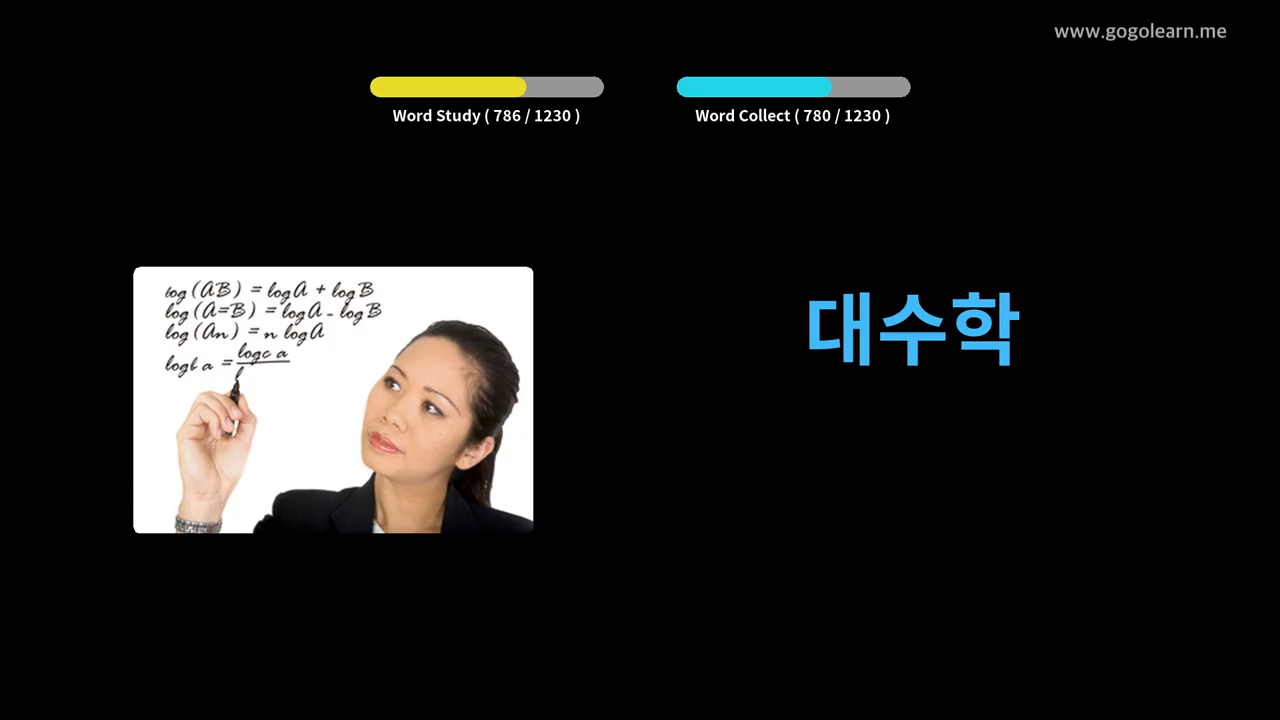 www.gogolearn.me
Word Study ( 786 / 1230 )
Word Collect ( 780 / 1230 )
log (AB) = log A + log B
log (A=B) = log A - log B
log (An) = n log A
logb a = logc a
대수학